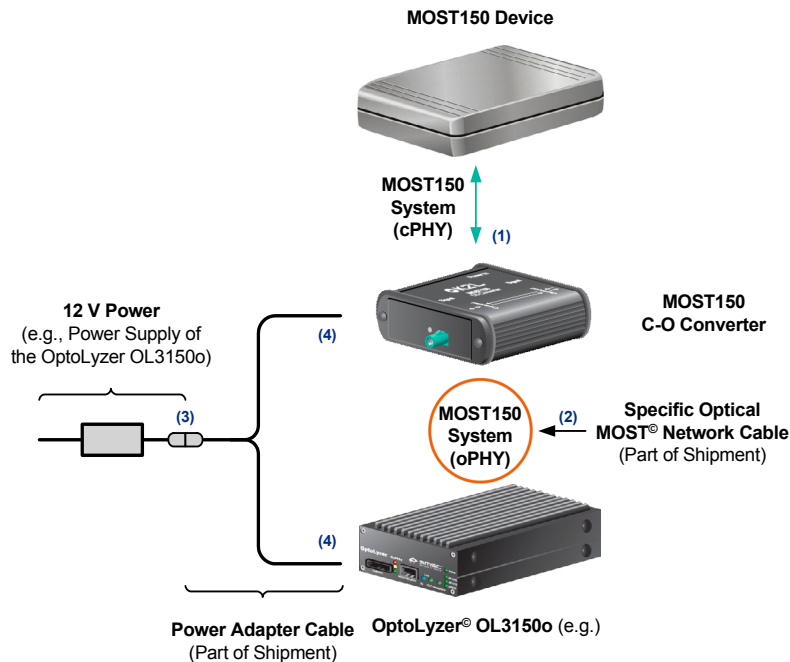 MOST150 Device
MOST150
System
(cPHY)
(1)
12 V Power
(e.g., Power Supply of
the OptoLyzer OL3150o)
(4)
MOST150
C-O Converter
(3)
MOST150
System
(oPHY)
(2)
Specific Optical
MOST© Network Cable
(Part of Shipment)
(4)
OptoLyzer
Power Adapter Cable
(Part of Shipment)
OptoLyzer© OL3150o (e.g.)